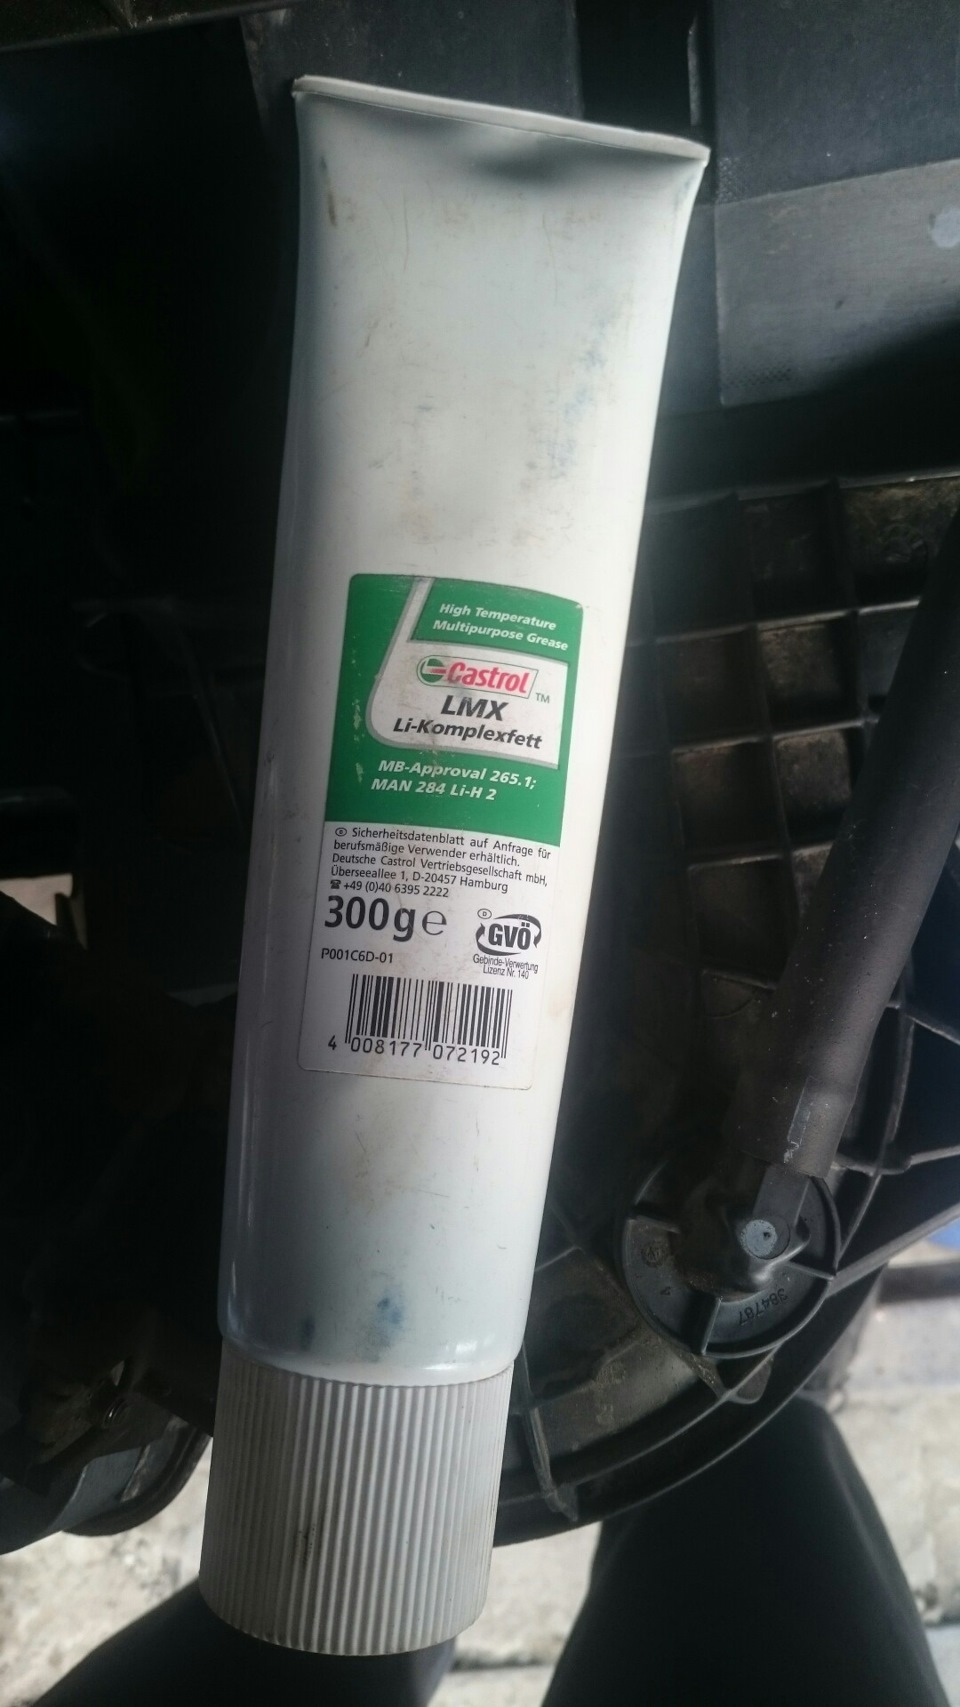 High Temperature
Multipurpose Grease
Castrol
TM
LMX
Li-Komplexfett
MB-Approval 265.1;
MAN 284 Li-H 2
D Sicherheitsdatenblatt auf Anfrage für
berufsmäßige Verwender erhältlich.
Deutsche Castrol Vertriebsgesellschaft mbH,
Überseeallee 1, D-20457 Hamburg
☎ +49 (0)40 6395 2222
300g e
D
GVÖ
Gebinde-Verwertung
Lizenz Nr. 140
P001C6D-01
4 008177 072192
384787